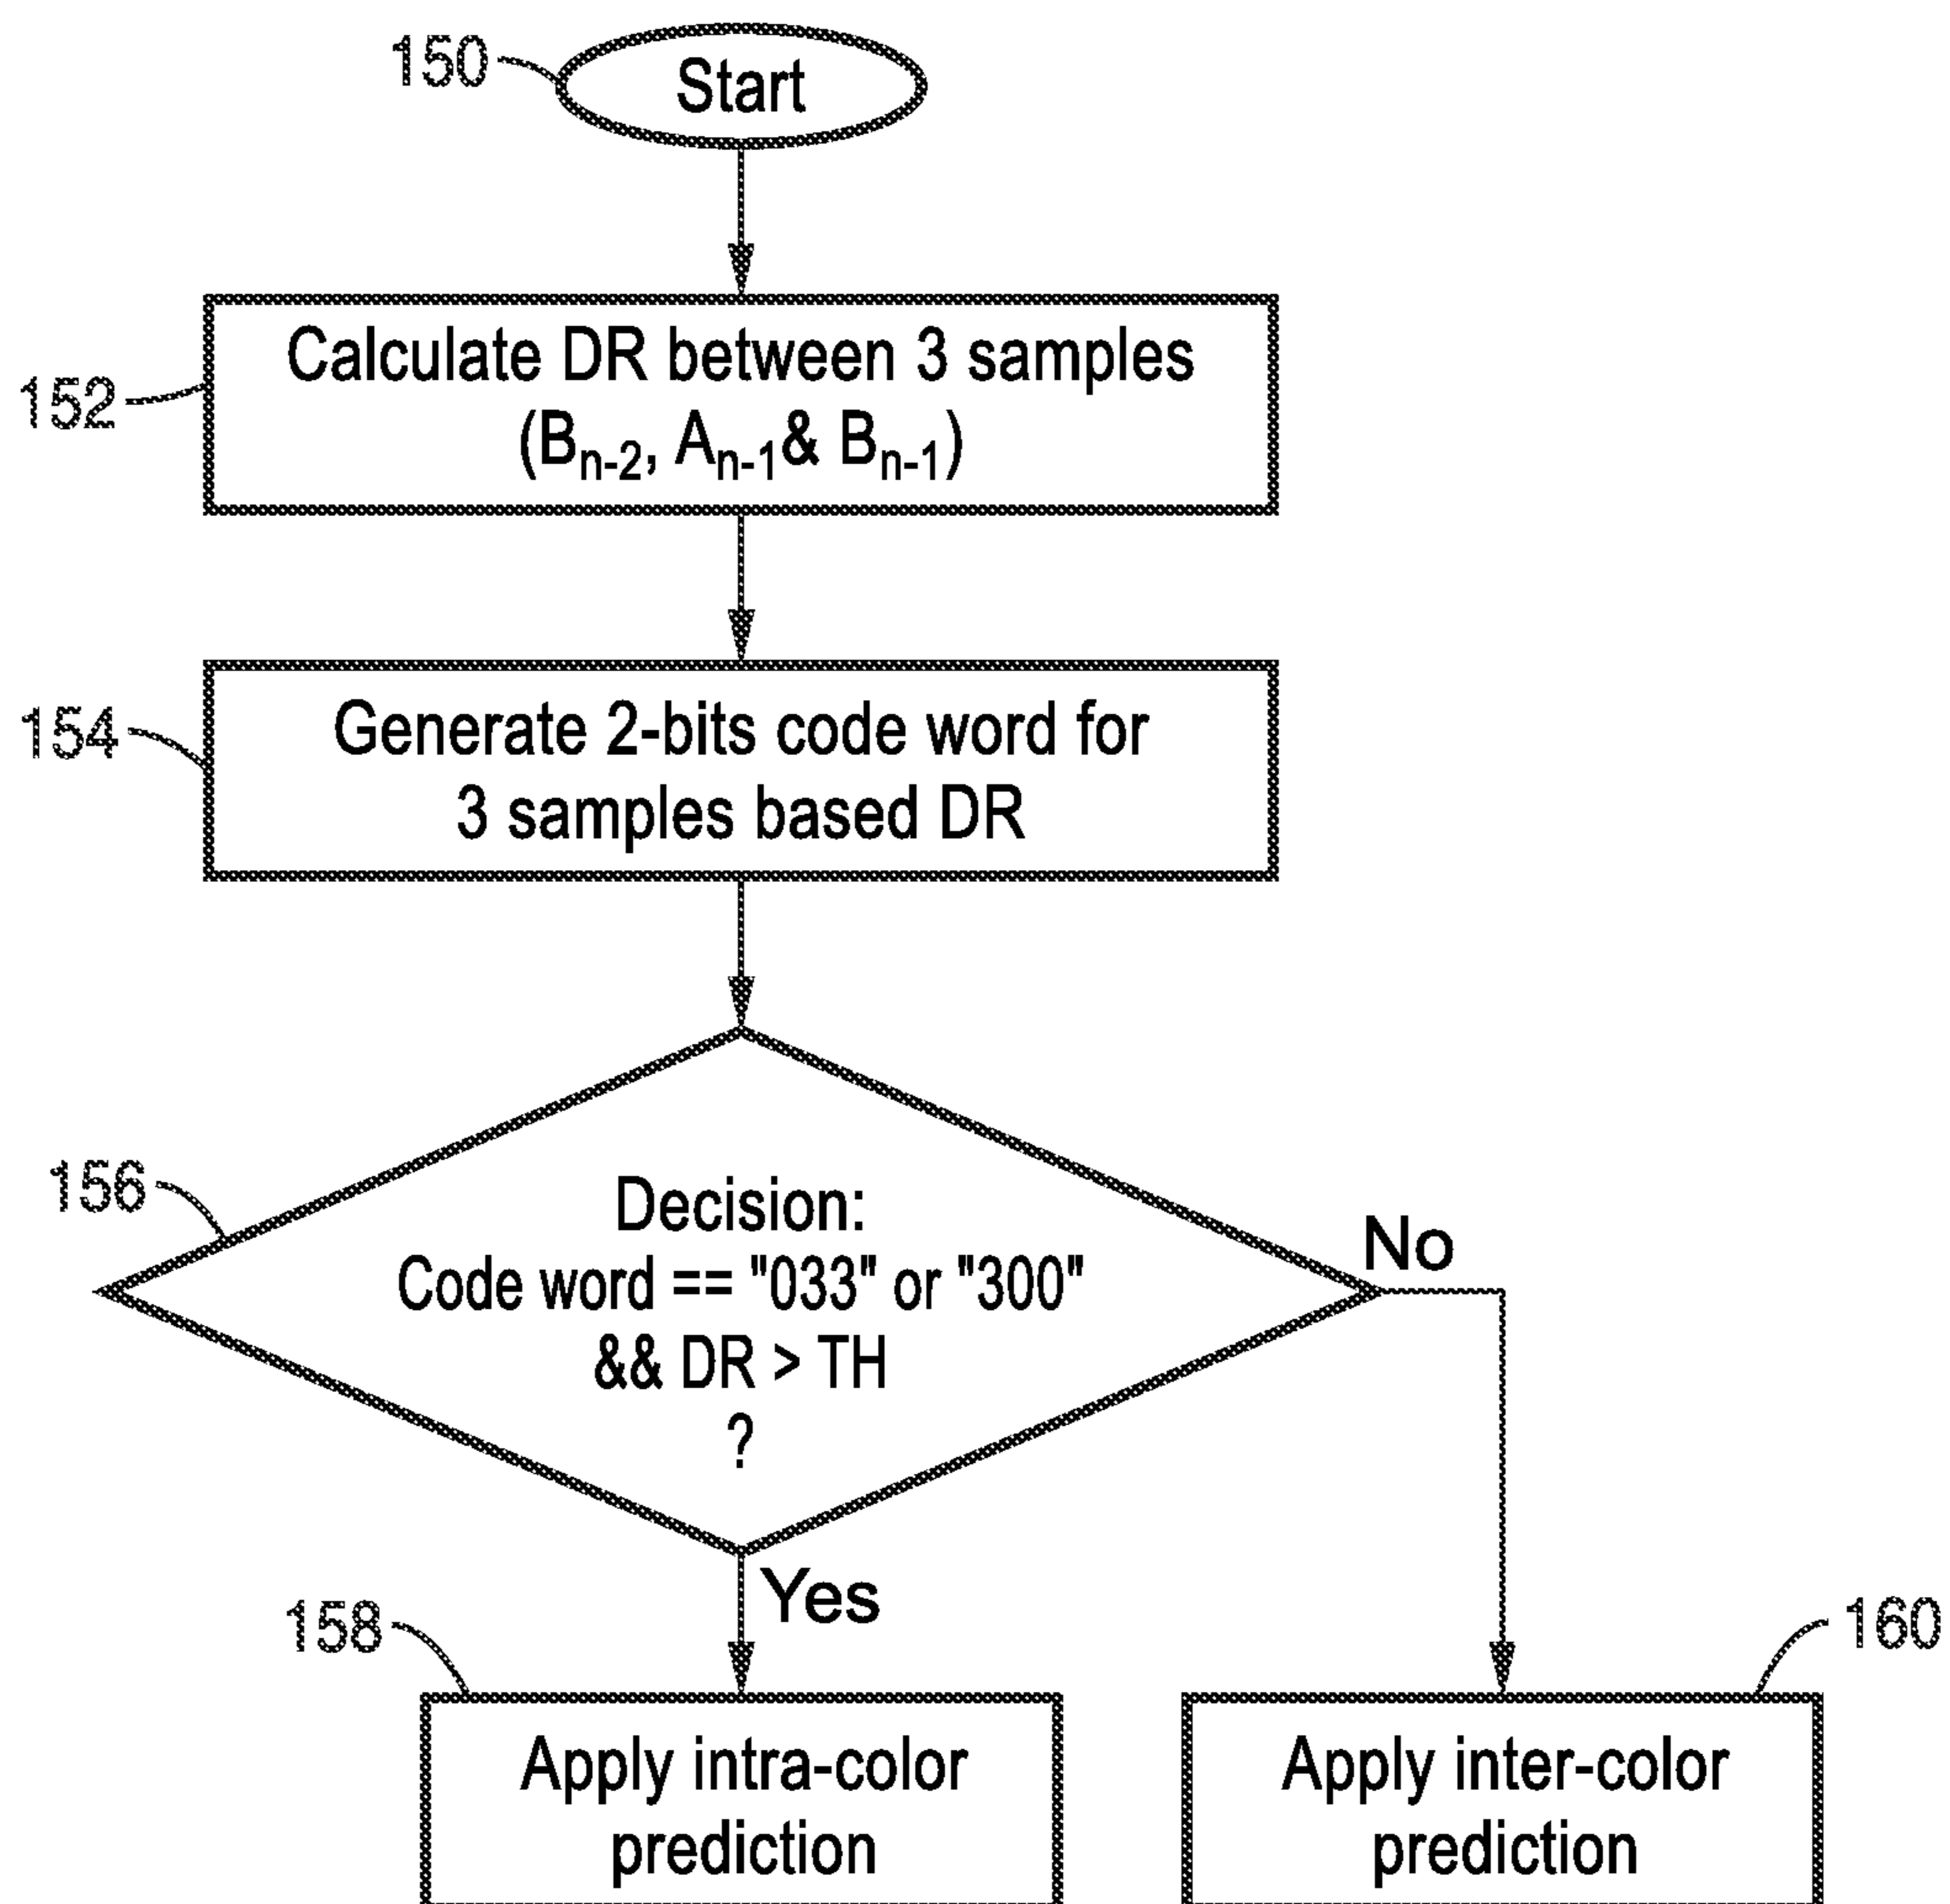 150
Start
152
Calculate DR between 3 samples
(Bn-2, An-1& Bn-1)
154
Generate 2-bits code word for
3 samples based DR
156
Decision:
Code word == "033" or "300"
&& DR > TH
?
No
Yes
158
160
Apply intra-color
prediction
Apply inter-color
prediction